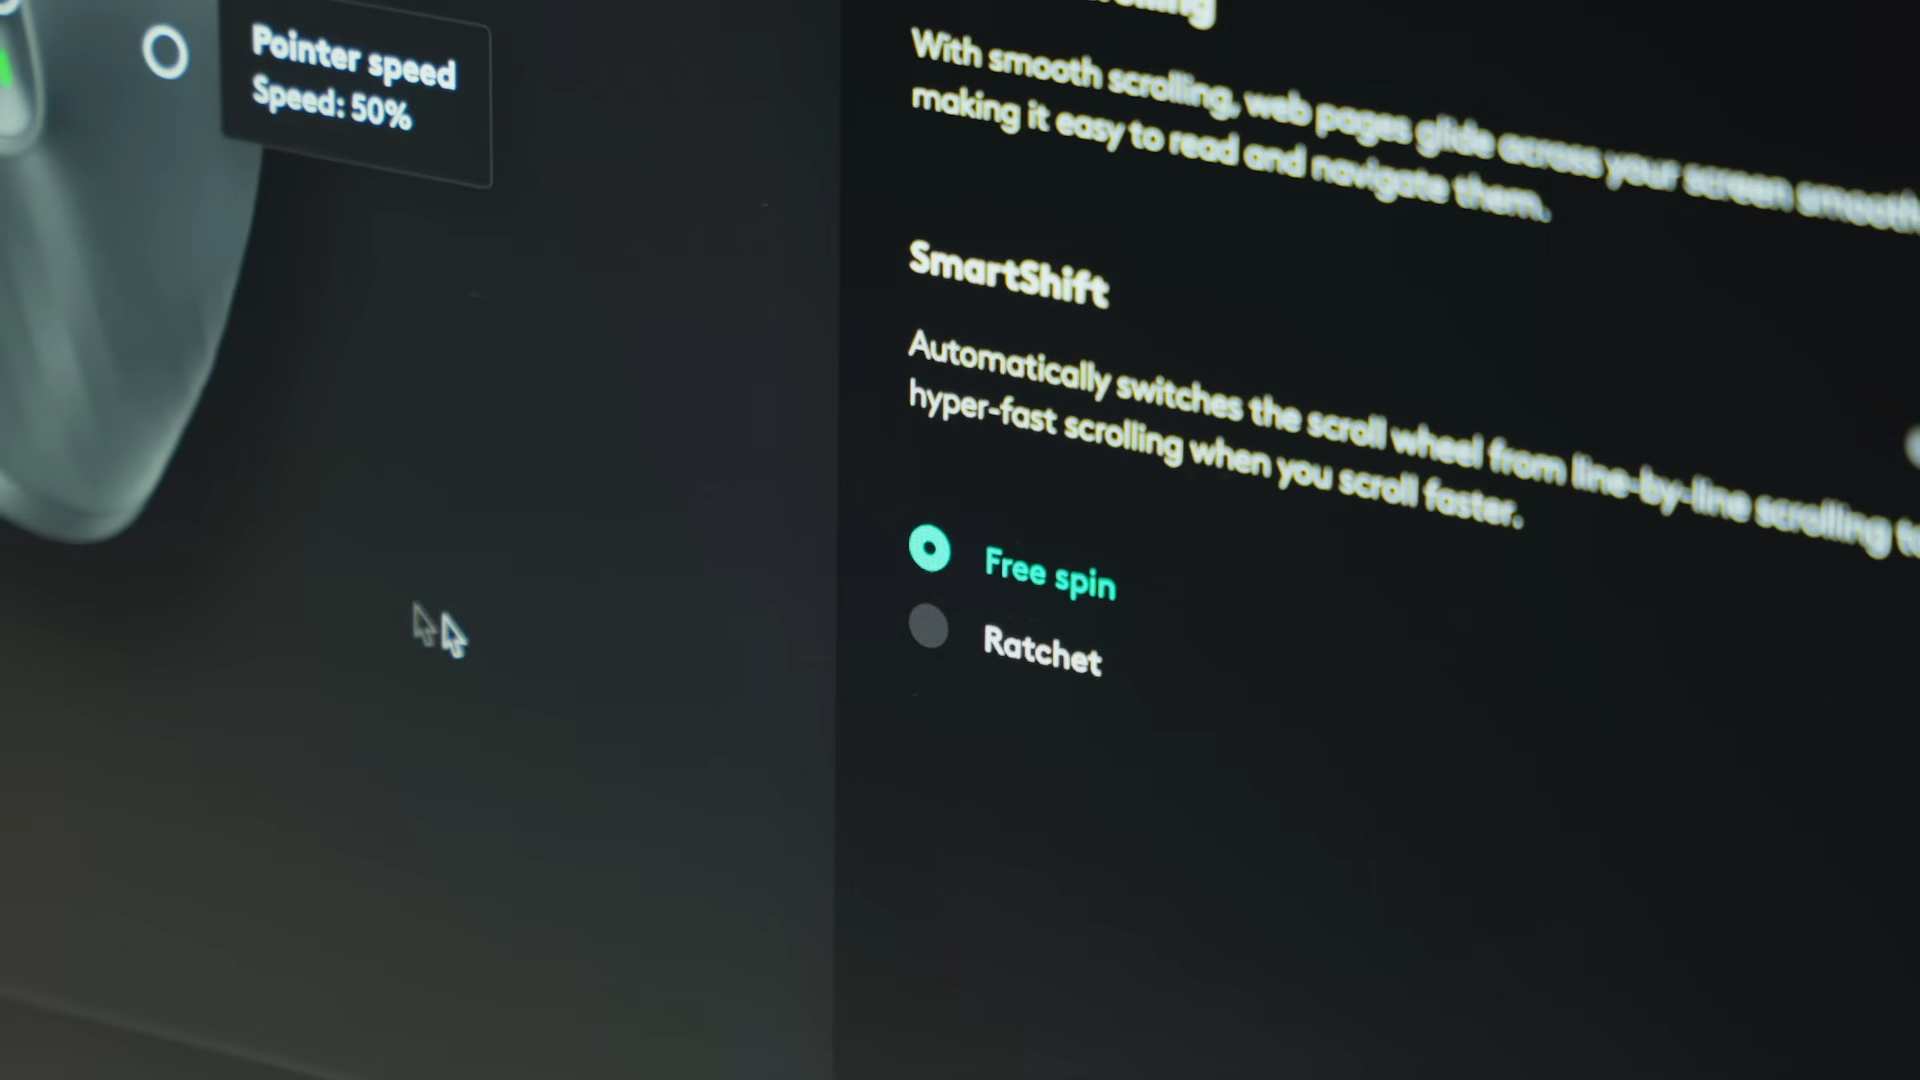 Pointer speed
Speed: 50%
With smooth scrolling, web pages glide across your screen
making it easy to read and navigate them.
SmartShift
Automatically switches the scroll wheel from line-by-line scrolling to
hyper-fast scrolling when you scroll faster.
Free spin
Ratchet